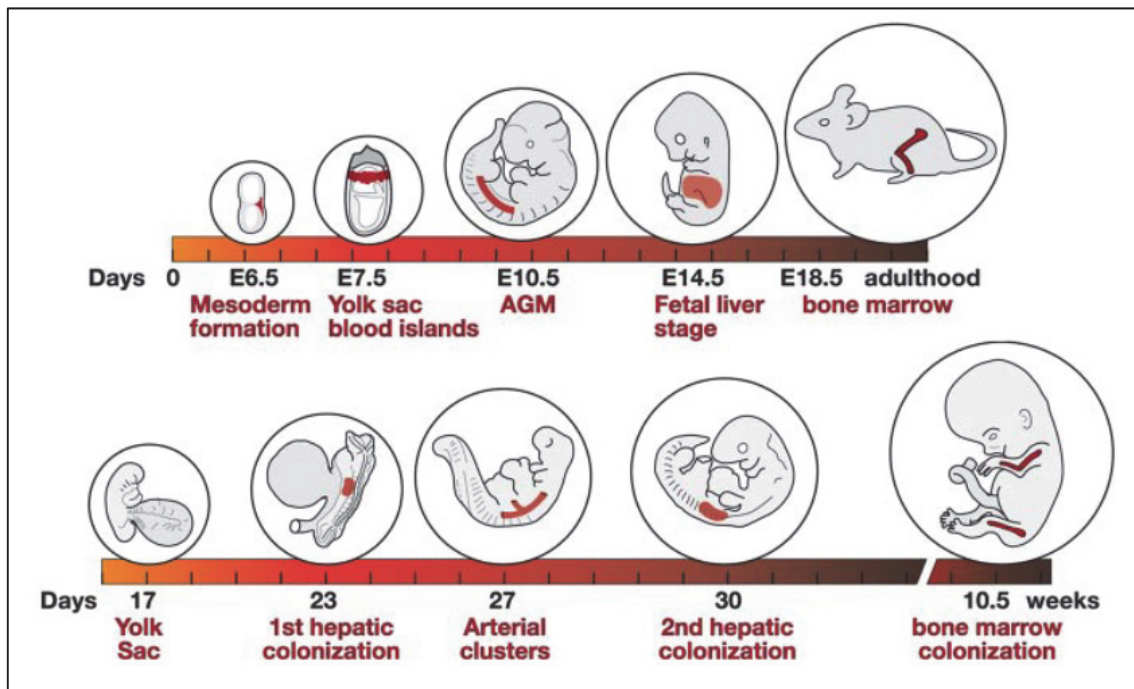 Days 0 E6.5 E7.5 E10.5 E14.5 E18.5 adulthood
Mesoderm formation
Yolk sac blood islands
AGM
Fetal liver stage
bone marrow
Days 17 23 27 30 10.5 weeks
Yolk Sac
1st hepatic colonization
Arterial clusters
2nd hepatic colonization
bone marrow colonization